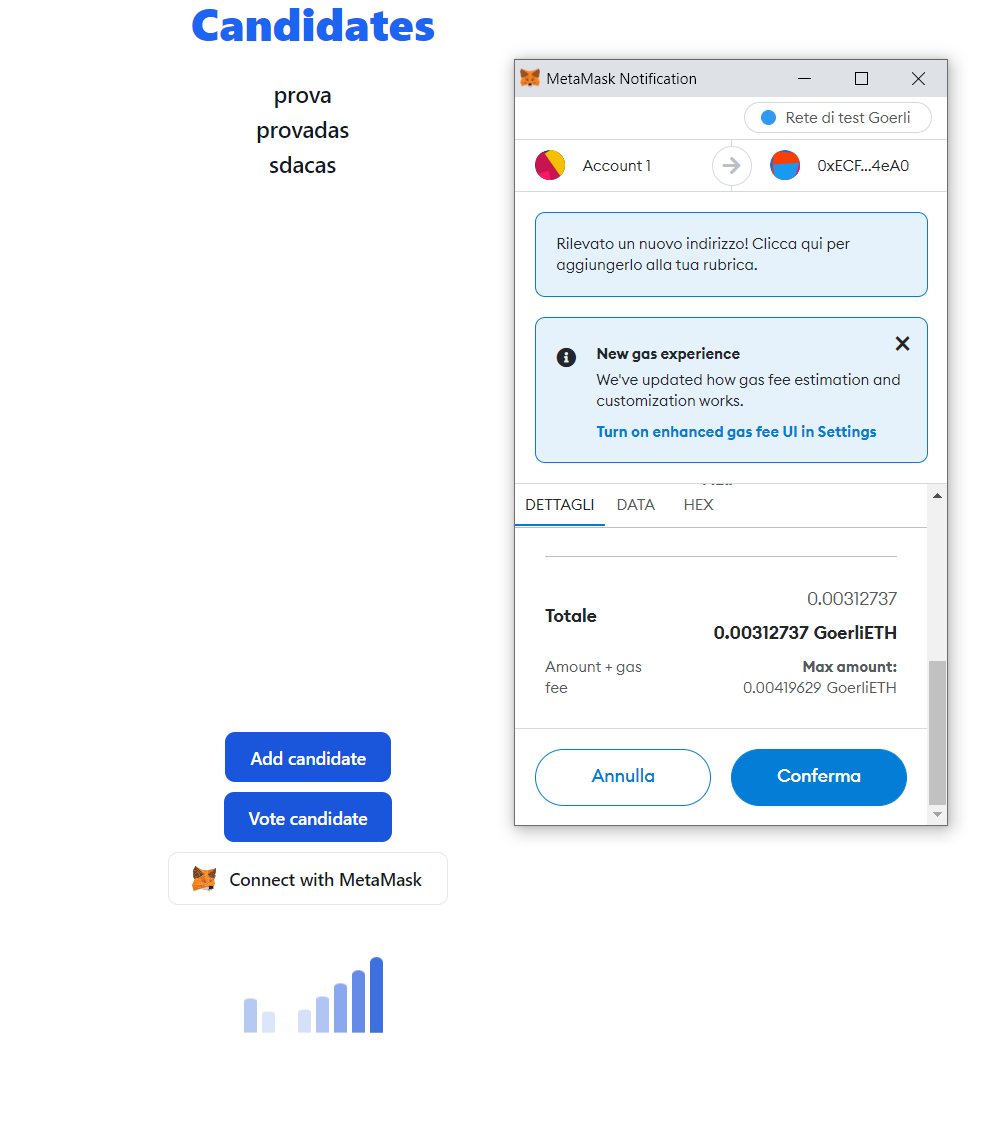 Candidates
prova
provadas
sdacas
Add candidate
Vote candidate
Connect with MetaMask
MetaMask Notification
Rete di test Goerli
Account 1
0xECF...4eA0
Rilevato un nuovo indirizzo! Clicca qui per
aggiungerlo alla tua rubrica.
New gas experience
We've updated how gas fee estimation and
customization works.
Turn on enhanced gas fee UI in Settings
DETTAGLI DATA HEX
0.00312737
Totale
0.00312737 GoerliETH
Amount + gas
fee
Max amount:
0.00419629 GoerliETH
Annulla
Conferma